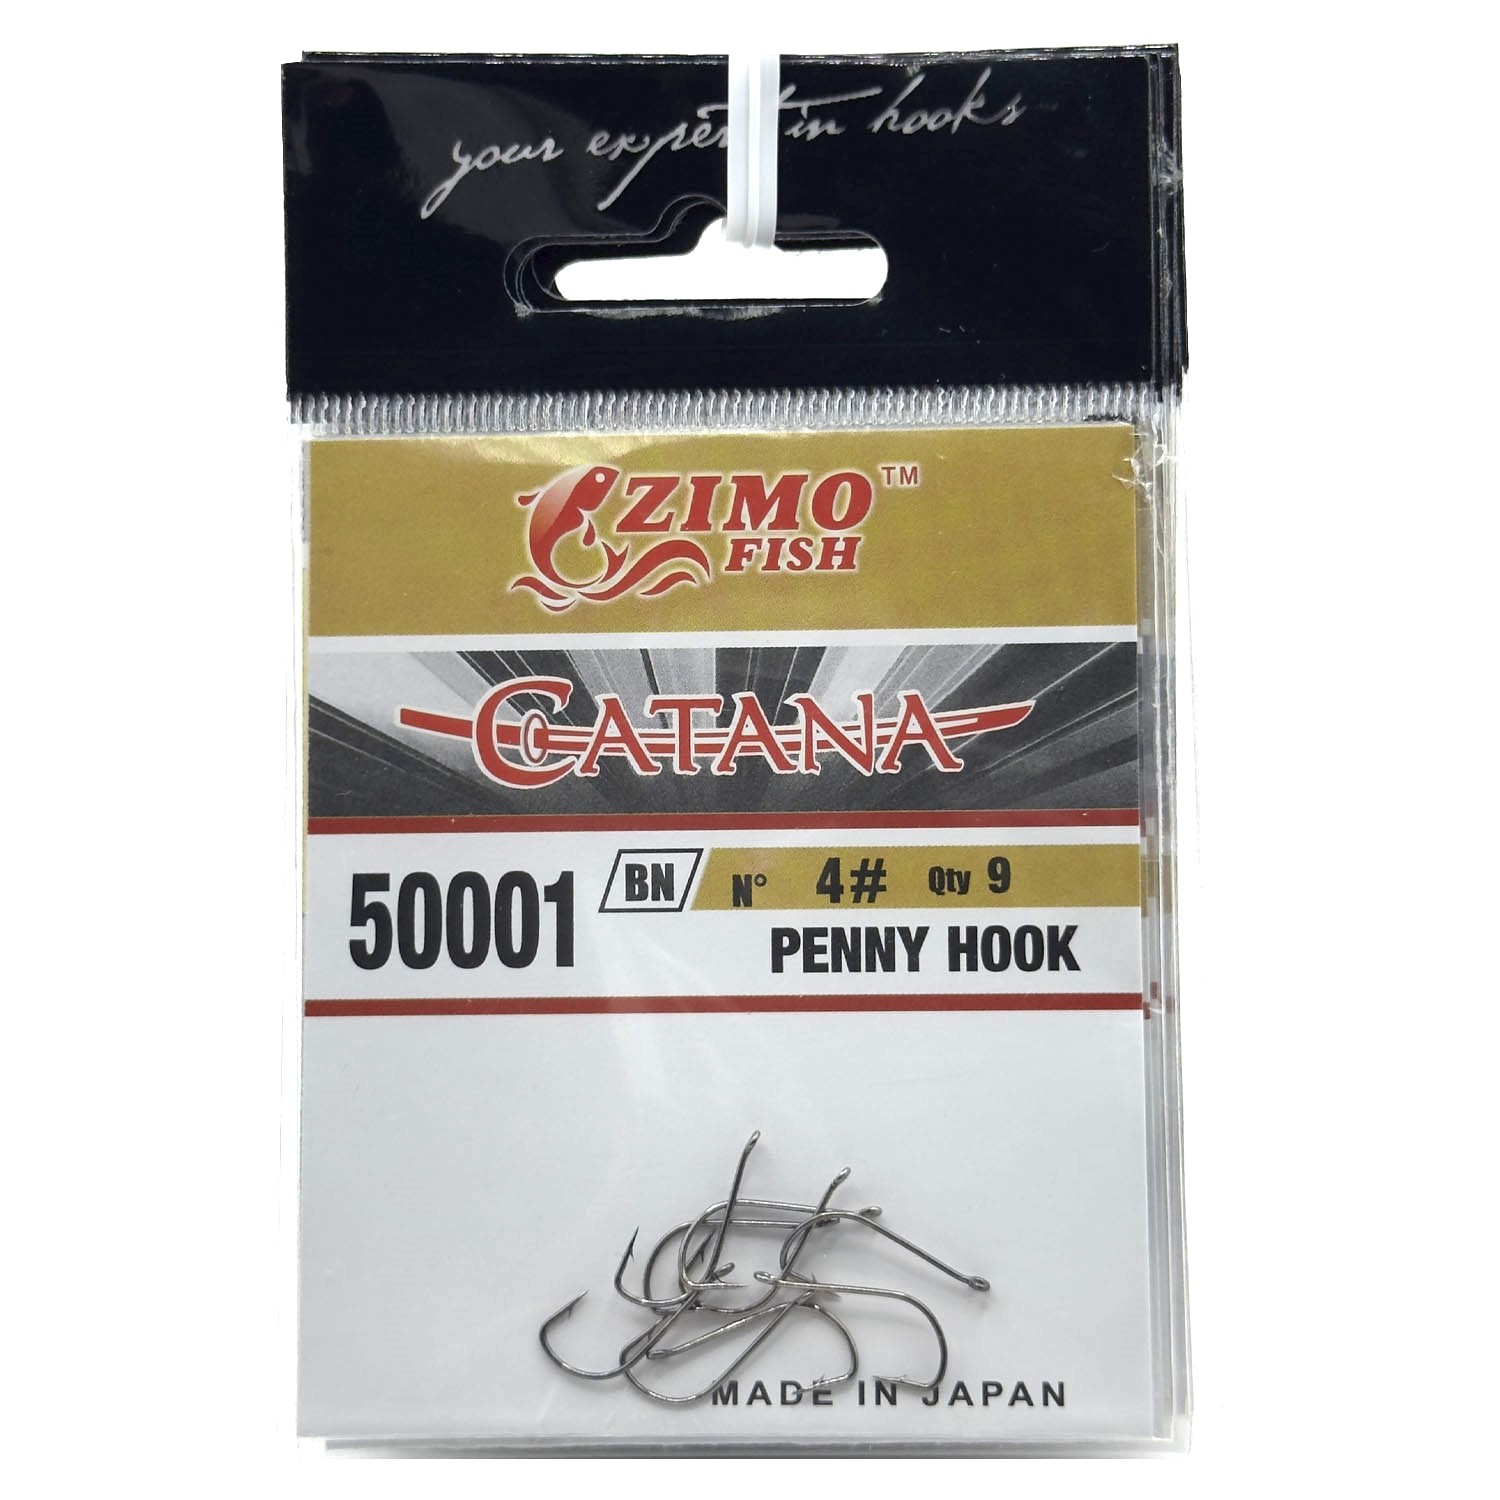 your expert in hooks
ZIMO™
FISH
CATANA
50001 BN N° 4# Qty 9
PENNY HOOK
MADE IN JAPAN